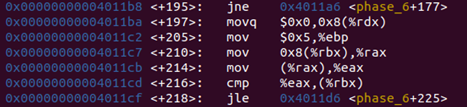 0x00000000004011b8 <+195>: jne 0x4011a6 <phase_6+177>
0x00000000004011ba <+197>: movq $0x0,0x8(%rdx)
0x00000000004011c2 <+205>: mov $0x5,%ebp
0x00000000004011c7 <+210>: mov 0x8(%rbx),%rax
0x00000000004011cb <+214>: mov (%rax),%eax
0x00000000004011cd <+216>: cmp %eax,(%rbx)
0x00000000004011cf <+218>: jle 0x4011d6 <phase_6+225>